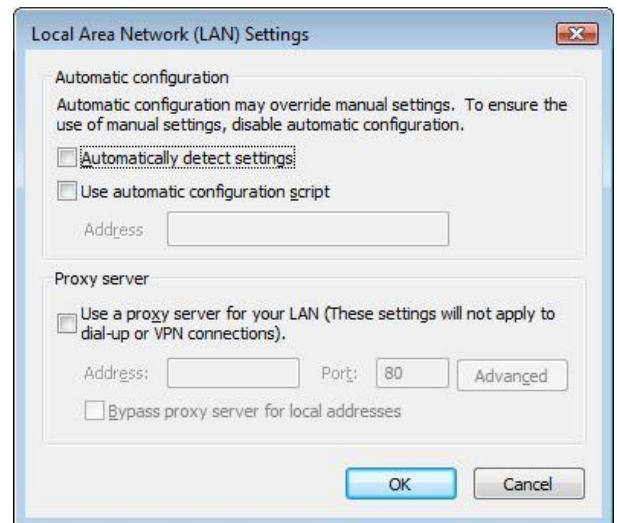 Local Area Network (LAN) Settings
Automatic configuration
Automatic configuration may override manual settings. To ensure the
use of manual settings, disable automatic configuration.
Automatically detect settings
Use automatic configuration script
Address
Proxy server
Use a proxy server for your LAN (These settings will not apply to
dial-up or VPN connections).
Address: Port: 80 Advanced
Bypass proxy server for local addresses
OK Cancel